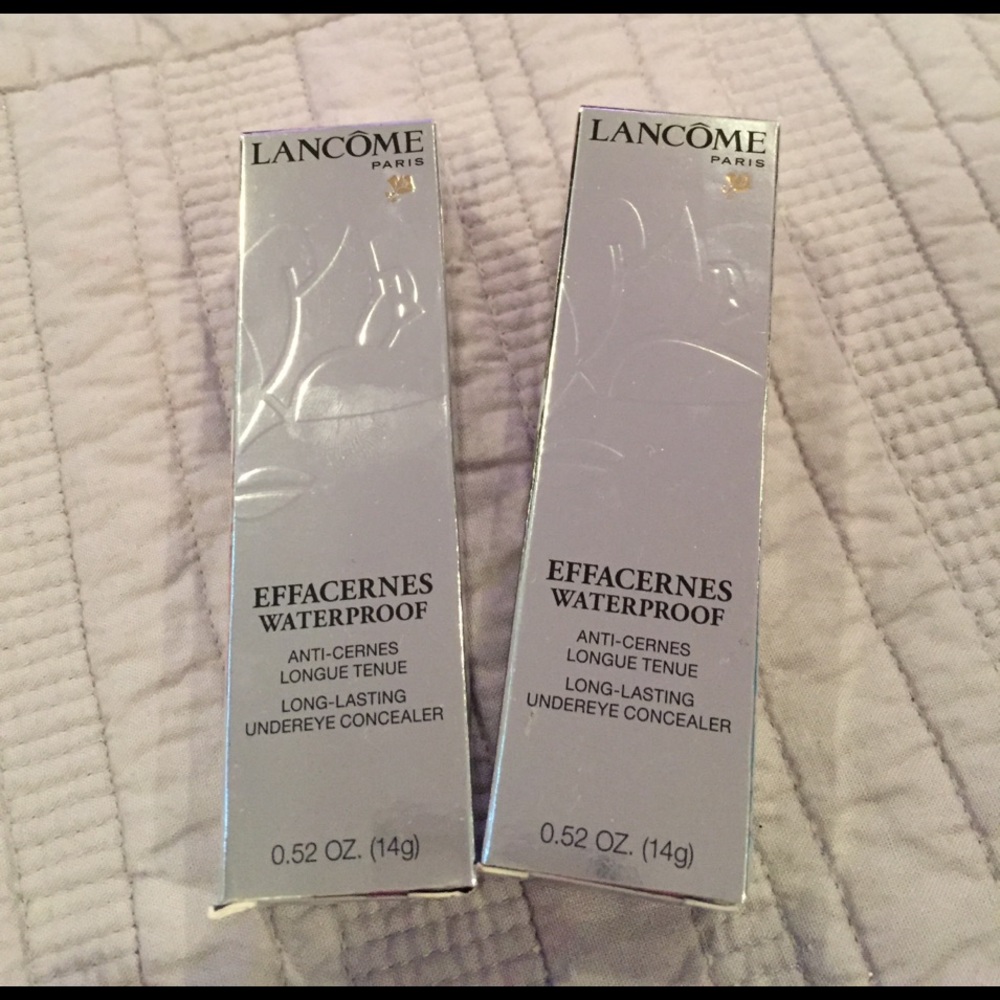 LANCÔME
PARIS
EFFACERNES
WATERPROOF
ANTI-CERNES
LONGUE TENUE
LONG-LASTING
UNDEREYE CONCEALER
0.52 OZ. (14g)
LANCÔME
PARIS
EFFACERNES
WATERPROOF
ANTI-CERNES
LONGUE TENUE
LONG-LASTING
UNDEREYE CONCEALER
0.52 OZ. (14g)